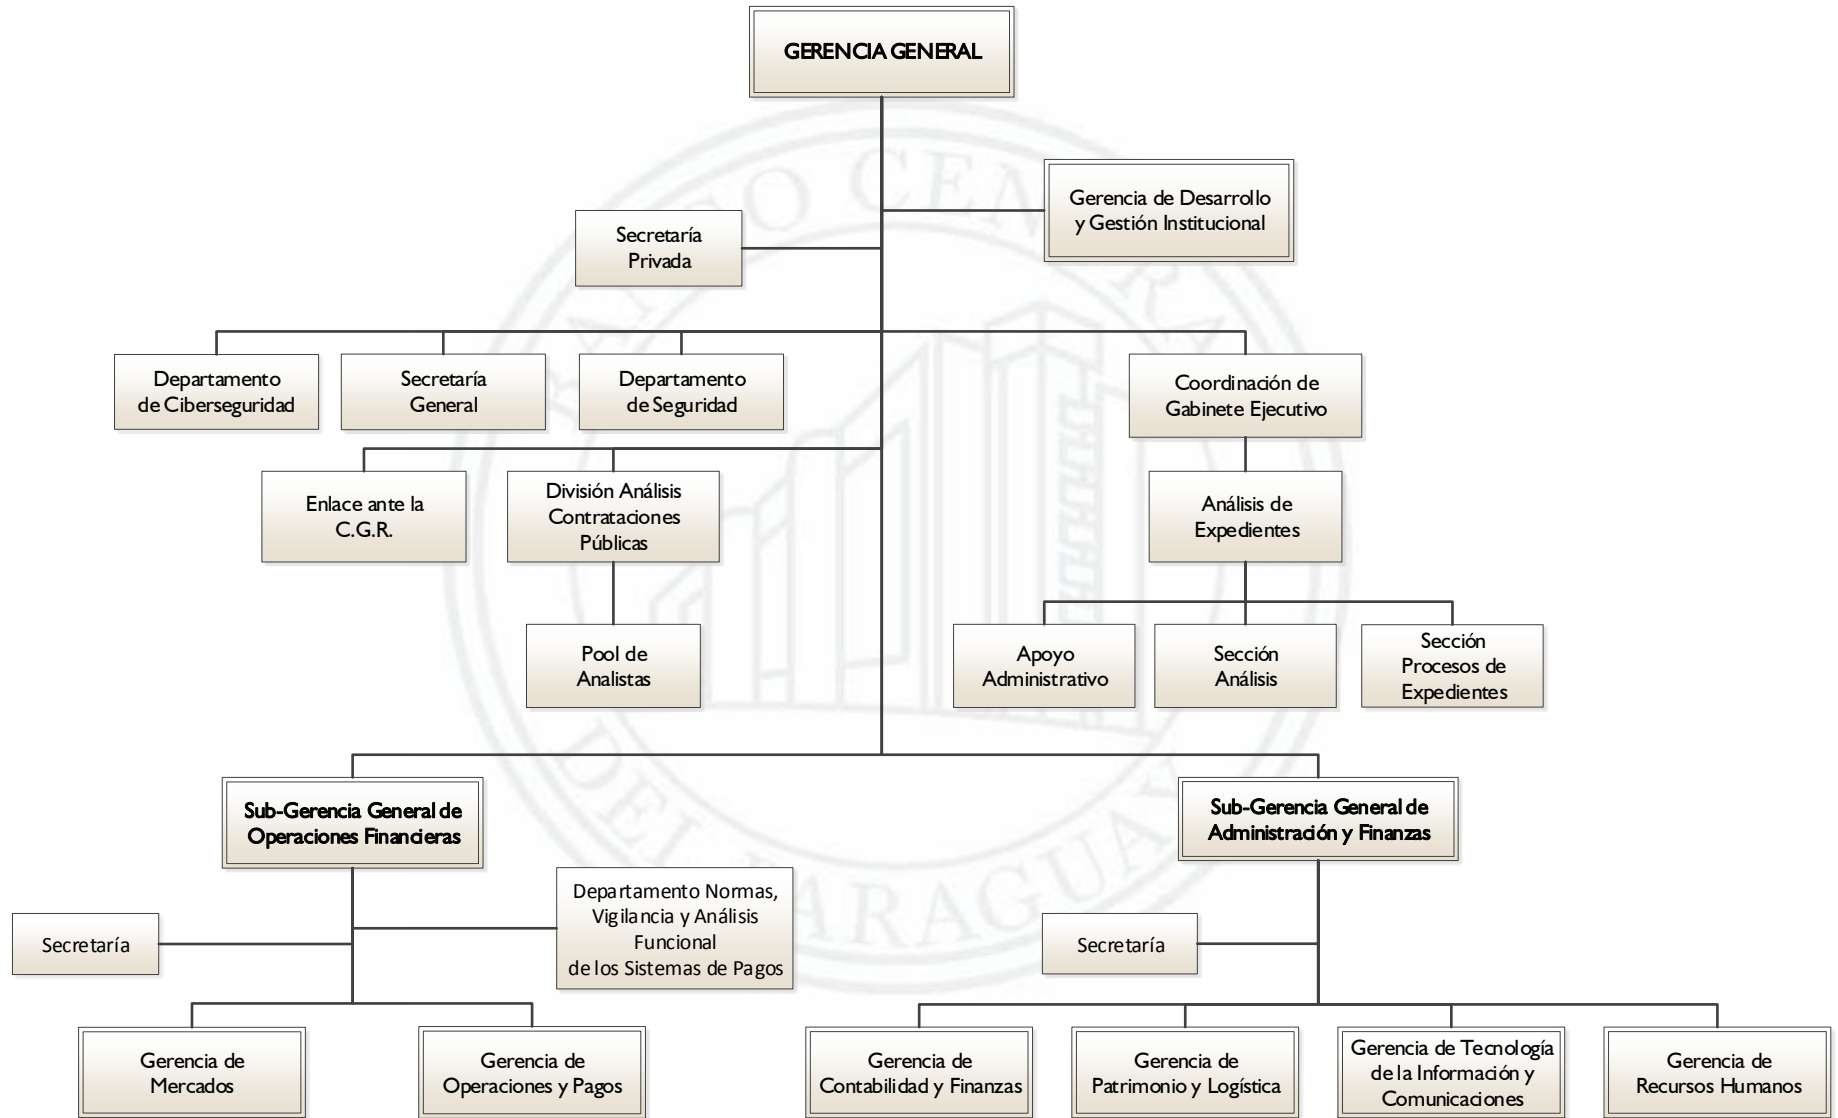 GERENCIA GENERAL
Gerencia de Desarrollo
y Gestión Institucional
Secretaría
Privada
Departamento
de Ciberseguridad
Secretaría
General
Departamento
de Seguridad
Coordinación de
Gabinete Ejecutivo
Enlace ante la
C.G.R.
División Análisis
Contrataciones
Públicas
Análisis de
Expedientes
Pool de
Analistas
Apoyo
Administrativo
Sección
Análisis
Sección
Procesos de
Expedientes
Sub-Gerencia General de
Operaciones Financieras
Sub-Gerencia General de
Administración y Finanzas
Departamento Normas,
Vigilancia y Análisis
Funcional
de los Sistemas de Pagos
Secretaría
Secretaría
Gerencia de
Mercados
Gerencia de
Operaciones y Pagos
Gerencia de
Contabilidad y Finanzas
Gerencia de
Patrimonio y Logística
Gerencia de Tecnología
de la Información y
Comunicaciones
Gerencia de
Recursos Humanos
BANCO CENTRAL
DEL PARAGUAY